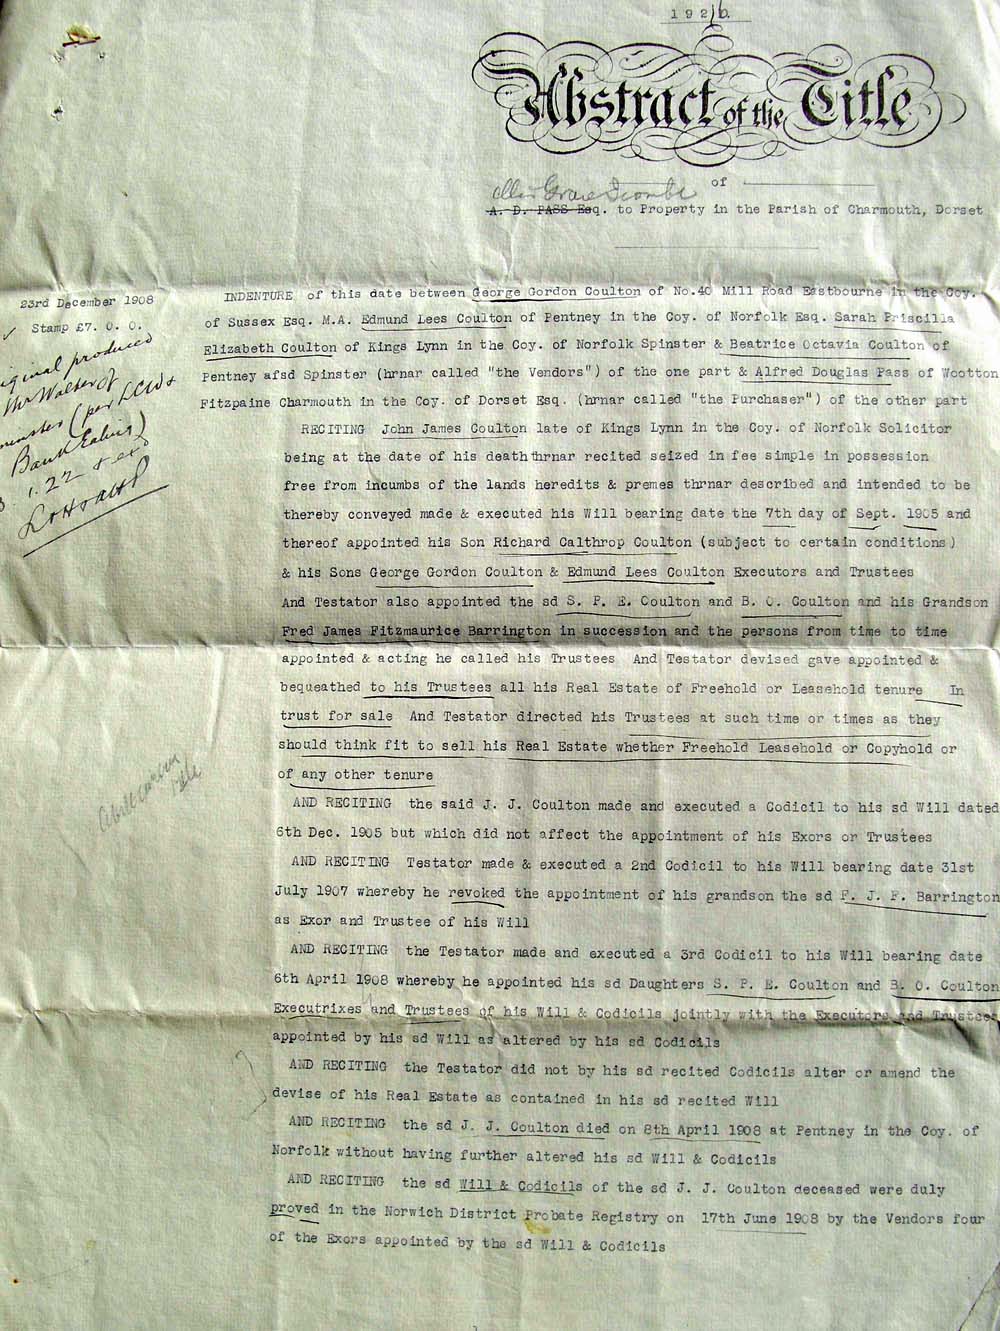 192
Abstract of the Title
of
Grace
A. D. PASS Esq. to Property in the Parish of Charmouth, Dorset
23rd December 1908
Stamp £7. 0. 0.
original produced
Mr Walter of
(per LCW &
Bank Ealing)
1.22 & ex
INDENTURE of this date between George Gordon Coulton of No.40 Mill Road Eastbourne in the Coy.
of Sussex Esq. M.A. Edmund Lees Coulton of Pentney in the Coy. of Norfolk Esq. Sarah Priscilla
Elizabeth Coulton of Kings Lynn in the Coy. of Norfolk Spinster & Beatrice Octavia Coulton of
Pentney afsd Spinster (hrnar called "the Vendors") of the one part & Alfred Douglas Pass of Wootton
Fitzpaine Charmouth in the Coy. of Dorset Esq. (hrnar called "the Purchaser") of the other part
RECITING John James Coulton late of Kings Lynn in the Coy. of Norfolk Solicitor
being at the date of his death thrnar recited seized in fee simple in possession
free from incumbs of the lands heredits & premes thrnar described and intended to be
thereby conveyed made & executed his Will bearing date the 7th day of Sept. 1905 and
thereof appointed his Son Richard Calthrop Coulton (subject to certain conditions)
& his Sons George Gordon Coulton & Edmund Lees Coulton Executors and Trustees
And Testator also appointed the sd S. P. E. Coulton and B. O. Coulton and his Grandson
Fred James Fitzmaurice Barrington in succession and the persons from time to time
appointed & acting he called his Trustees And Testator devised gave appointed &
bequeathed to his Trustees all his Real Estate of Freehold or Leasehold tenure In
trust for sale And Testator directed his Trustees at such time or times as they
should think fit to sell his Real Estate whether Freehold Leasehold or Copyhold or
of any other tenure
AND RECITING the said J. J. Coulton made and executed a Codicil to his sd Will dated
6th Dec. 1905 but which did not affect the appointment of his Exors or Trustees
AND RECITING Testator made & executed a 2nd Codicil to his Will bearing date 31st
July 1907 whereby he revoked the appointment of his grandson the sd F. J. F. Barrington
as Exor and Trustee of his Will
AND RECITING the Testator made and executed a 3rd Codicil to his Will bearing date
6th April 1908 whereby he appointed his sd Daughters S. P. E. Coulton and B. O. Coulton
Executrixes and Trustees of his Will & Codicils jointly with the Executors and Trustees
appointed by his sd Will as altered by his sd Codicils
AND RECITING the Testator did not by his sd recited Codicils alter or amend the
devise of his Real Estate as contained in his sd recited Will
AND RECITING the sd J. J. Coulton died on 8th April 1908 at Pentney in the Coy. of
Norfolk without having further altered his sd Will & Codicils
AND RECITING the sd Will & Codicils of the sd J. J. Coulton deceased were duly
proved in the Norwich District Probate Registry on 17th June 1908 by the Vendors four
of the Exors appointed by the sd Will & Codicils